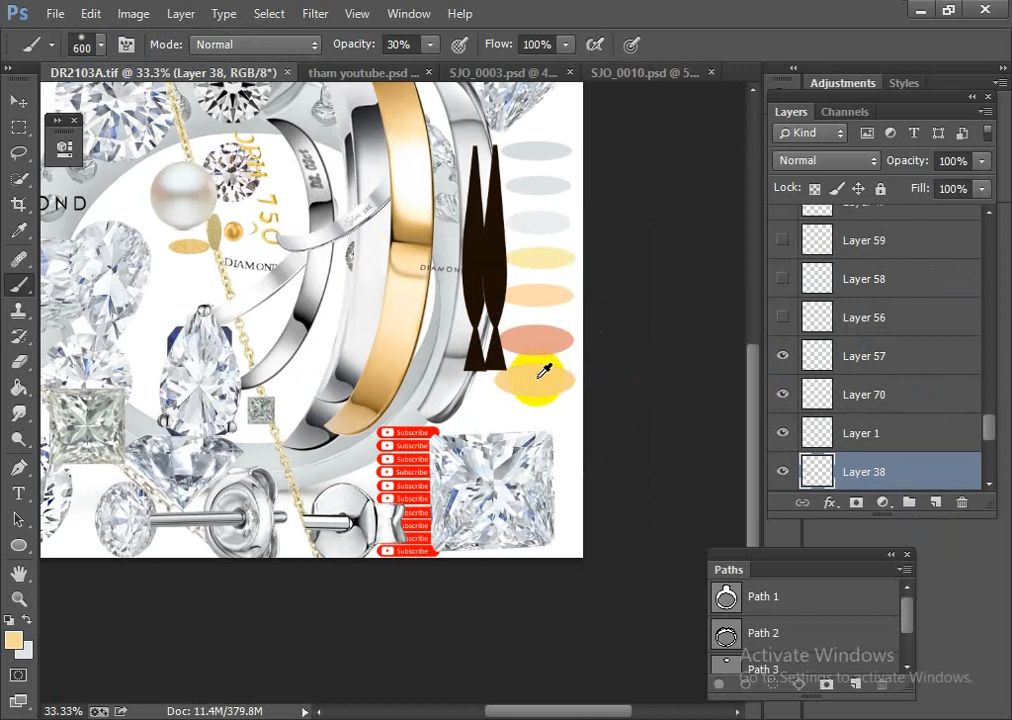 Ps File Edit Image Layer Type Select Filter View Window Help
600 Mode: Normal Opacity: 30% Flow: 100%
DR2103A.tif @ 33.3% (Layer 38, RGB/8*) × tham youtube.psd ... × SJO_0003.psd @ 4... × SJO_0010.psd @ 5... ×
Adjustments Styles
Layers Channels
Kind
Normal Opacity: 100%
Lock: Fill: 100%
Layer 59
Layer 58
Layer 56
Layer 57
Layer 70
Layer 1
Layer 38
fx
750
OND
DIAMOND
DIAMOND
Subscribe
Subscribe
Subscribe
Subscribe
Subscribe
Subscribe
Subscribe
Paths
Path 1
Path 2
Path 3
Activate Windows
Go to Settings to activate Windows.
33.33% Doc: 11.4M/379.8M